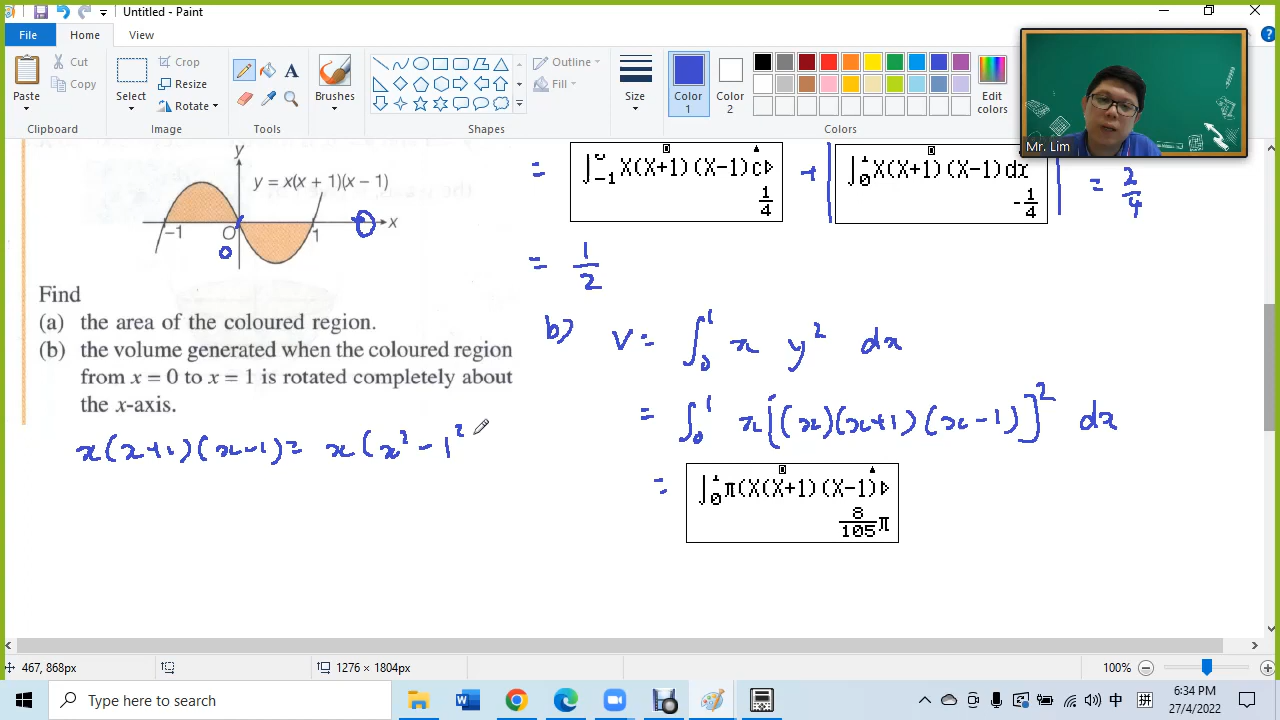 Untitled - Paint
File Home View
Paste
Cut
Copy
Clipboard
Select
Crop
Resize
Rotate
Image
A
Tools
Brushes
Shapes
Outline
Fill
Size
Color 1
Color 2
Edit colors
Colors
Mr. Lim
y
y = x(x + 1)(x − 1)
−1
O
1
x
0
Find
(a) the area of the coloured region.
(b) the volume generated when the coloured region
from x = 0 to x = 1 is rotated completely about
the x-axis.
x(x+1)(x-1) = x(x² - 1²
= ∫₋₁⁰ X(X+1)(X-1)d
1/4
+ | ∫₀¹ X(X+1)(X-1)dx
-1/4 | = 2/4
= 1/2
b) V = ∫₀¹ π y² dx
= ∫₀¹ π[(x)(x+1)(x-1)]² dx
= ∫₀¹ π(X(X+1)(X-1)
8/105 π
467, 868px
1276 × 1804px
100%
Type here to search
中
拼
6:34 PM
27/4/2022